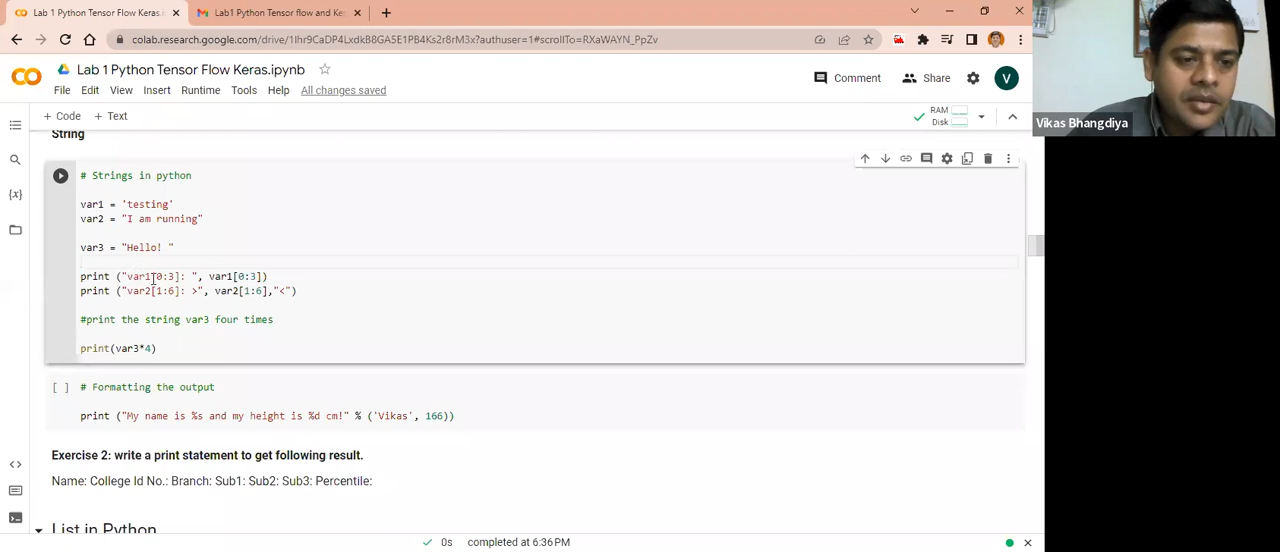 Lab 1 Python Tensor Flow Keras.i
Lab1 Python Tensor flow and Ke
colab.research.google.com/drive/1Ihr9CaDP4LxdkB8GA5E1PB4Ks2r8rM3x?authuser=1#scrollTo=RXaWAYN_PpZv
Lab 1 Python Tensor Flow Keras.ipynb
Comment
Share
V
File Edit View Insert Runtime Tools Help All changes saved
+ Code + Text
RAM
Disk
Vikas Bhangdiya
String
# Strings in python
var1 = 'testing'
var2 = "I am running"
var3 = "Hello! "
print ("var1[0:3]: ", var1[0:3])
print ("var2[1:6]: >", var2[1:6],"<")
#print the string var3 four times
print(var3*4)
[ ] # Formatting the output
print ("My name is %s and my height is %d cm!" % ('Vikas', 166))
Exercise 2: write a print statement to get following result.
Name: College Id No.: Branch: Sub1: Sub2: Sub3: Percentile:
List in Python
0s completed at 6:36PM